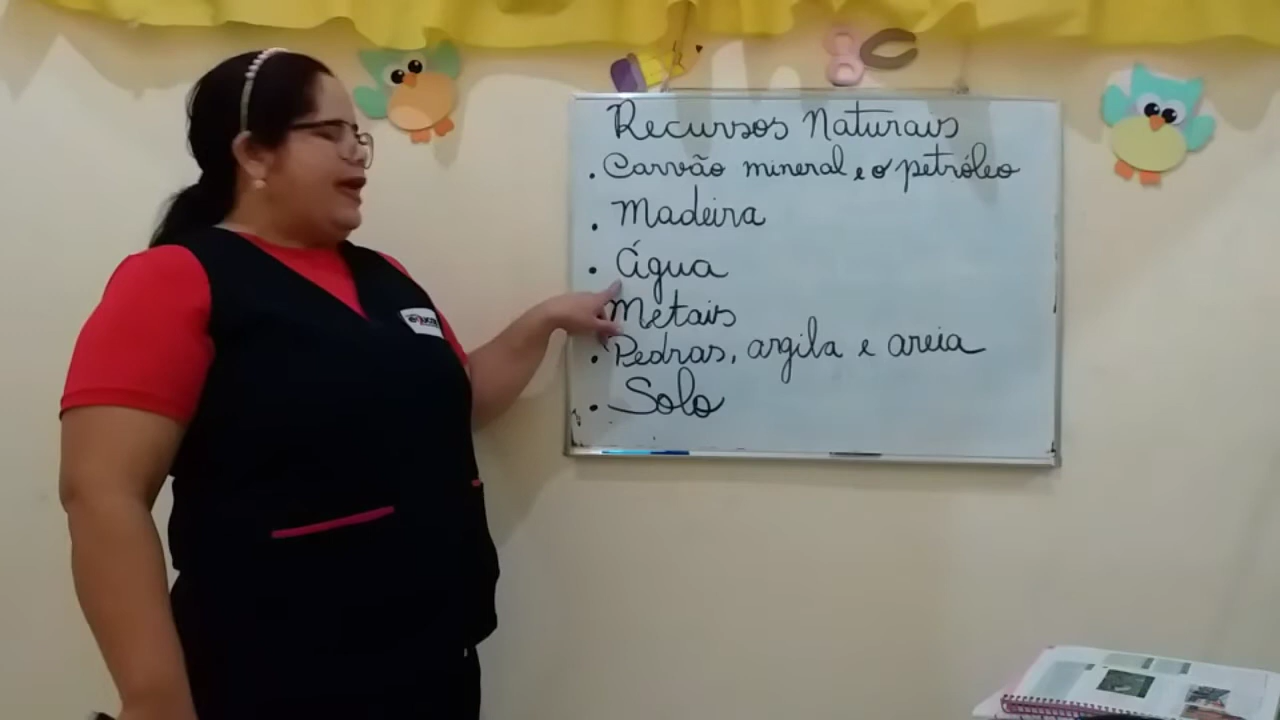 Recursos Naturais
• Carvão mineral e o petróleo
• Madeira
• Água
Metais
• Pedras, argila e areia
• Solo